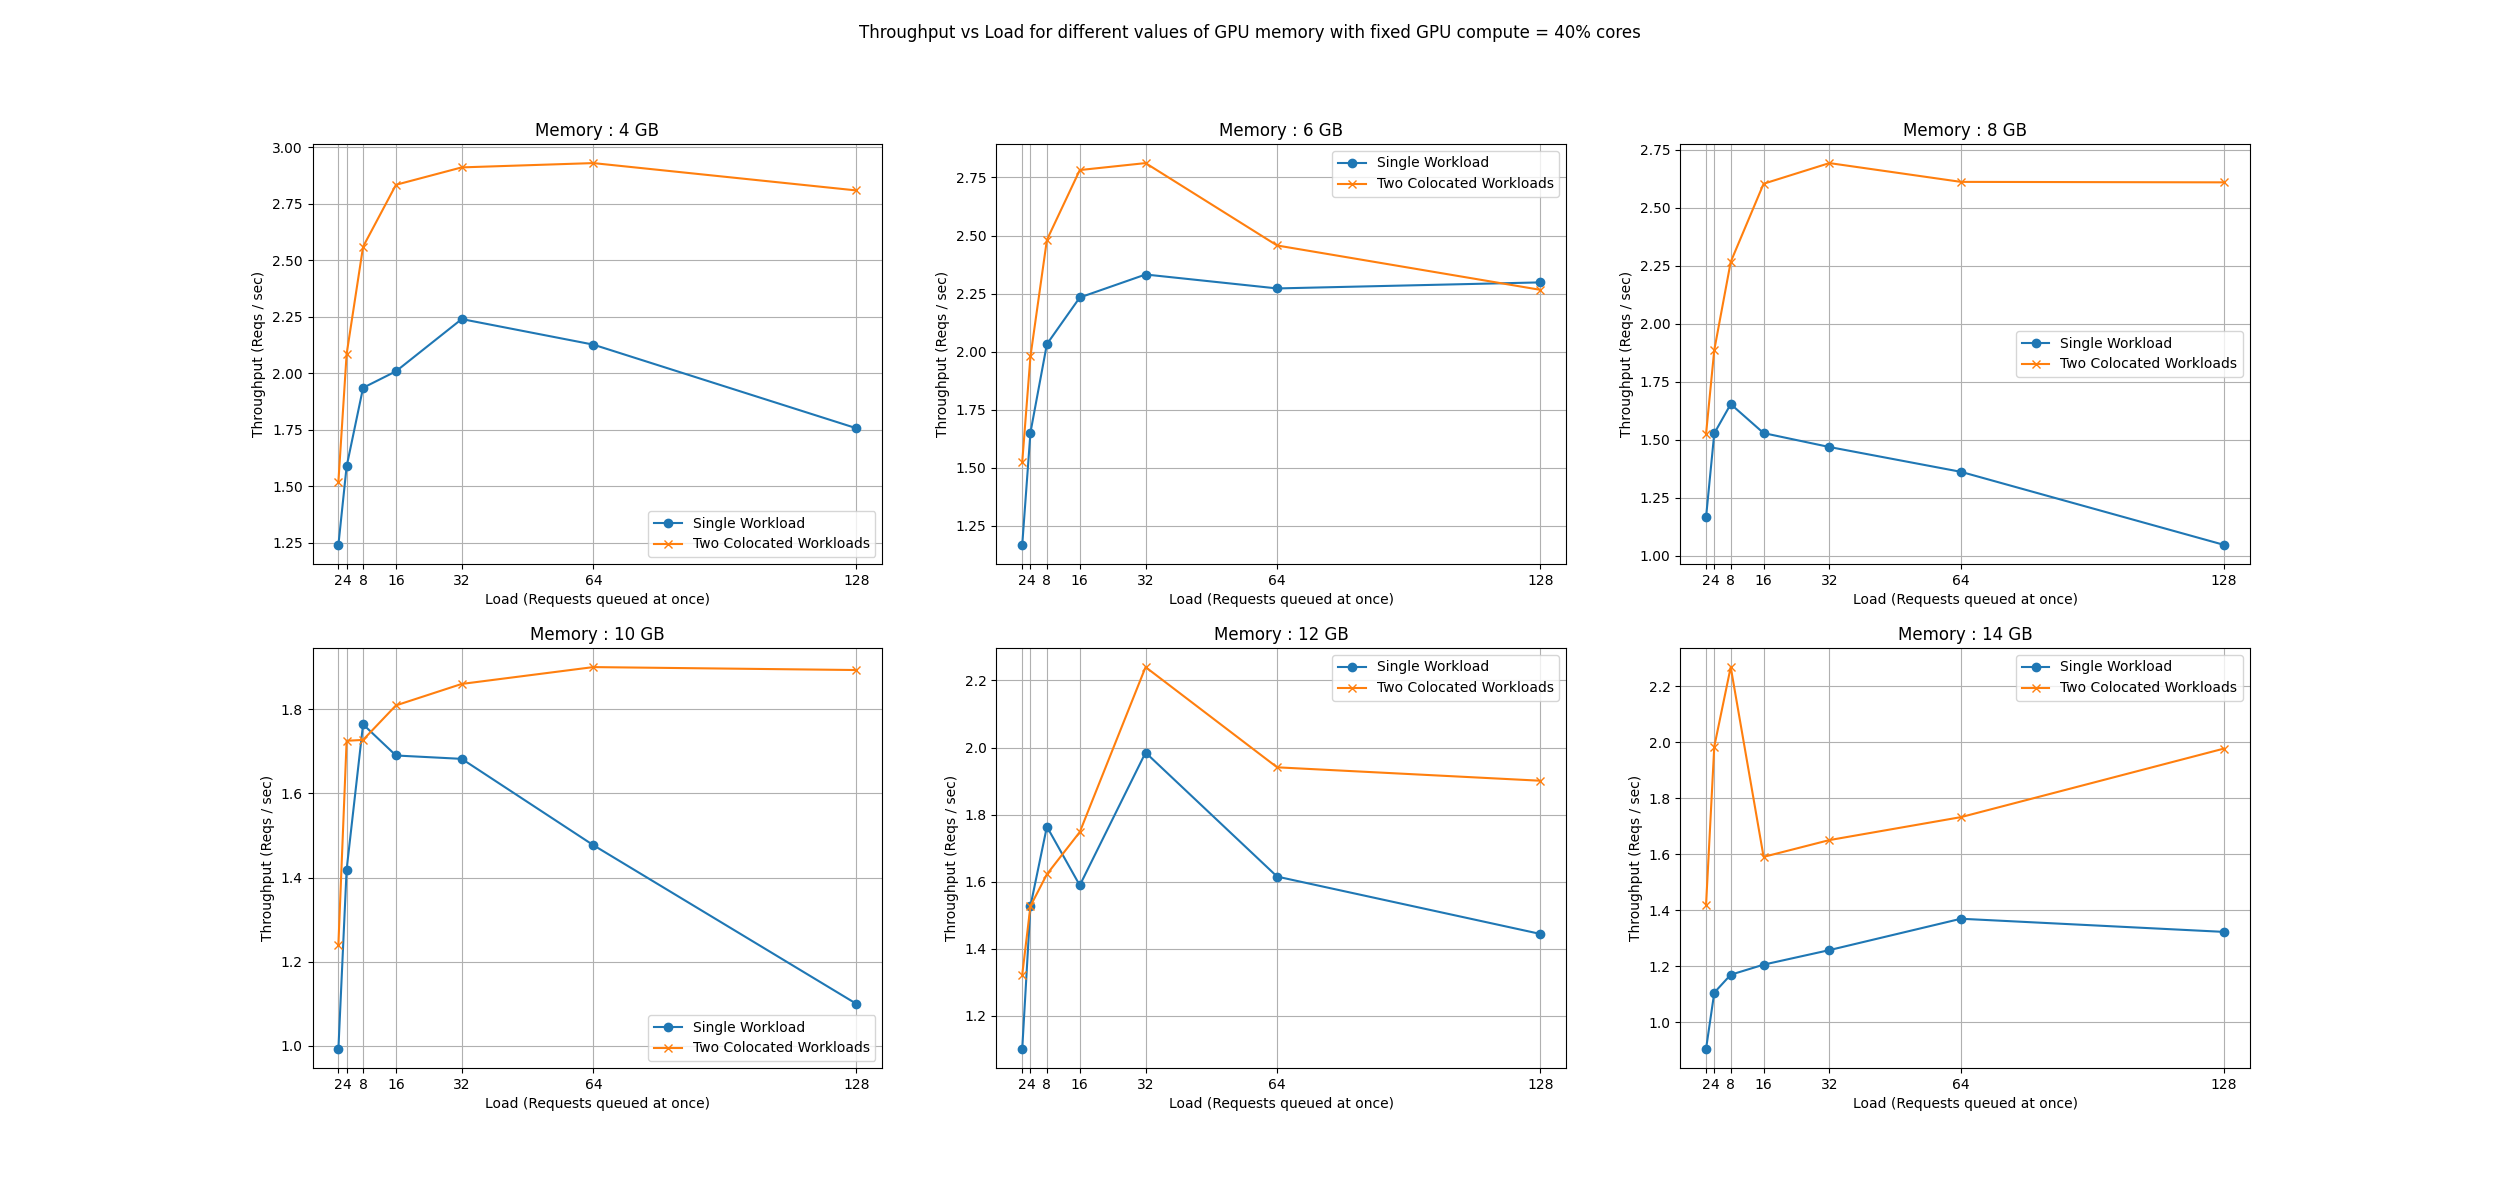 Throughput vs Load for different values of GPU memory with fixed GPU compute = 40% cores
Memory : 4 GB
3.00
2.75
2.50
2.25
2.00
1.75
1.50
1.25
Throughput (Reqs / sec)
Single Workload
Two Colocated Workloads
2 4 8 16 32 64 128
Load (Requests queued at once)
Memory : 6 GB
2.75
2.50
2.25
2.00
1.75
1.50
1.25
Throughput (Reqs / sec)
Single Workload
Two Colocated Workloads
2 4 8 16 32 64 128
Load (Requests queued at once)
Memory : 8 GB
2.75
2.50
2.25
2.00
1.75
1.50
1.25
1.00
Throughput (Reqs / sec)
Single Workload
Two Colocated Workloads
2 4 8 16 32 64 128
Load (Requests queued at once)
Memory : 10 GB
1.8
1.6
1.4
1.2
1.0
Throughput (Reqs / sec)
Single Workload
Two Colocated Workloads
2 4 8 16 32 64 128
Load (Requests queued at once)
Memory : 12 GB
2.2
2.0
1.8
1.6
1.4
1.2
Throughput (Reqs / sec)
Single Workload
Two Colocated Workloads
2 4 8 16 32 64 128
Load (Requests queued at once)
Memory : 14 GB
2.2
2.0
1.8
1.6
1.4
1.2
1.0
Throughput (Reqs / sec)
Single Workload
Two Colocated Workloads
2 4 8 16 32 64 128
Load (Requests queued at once)